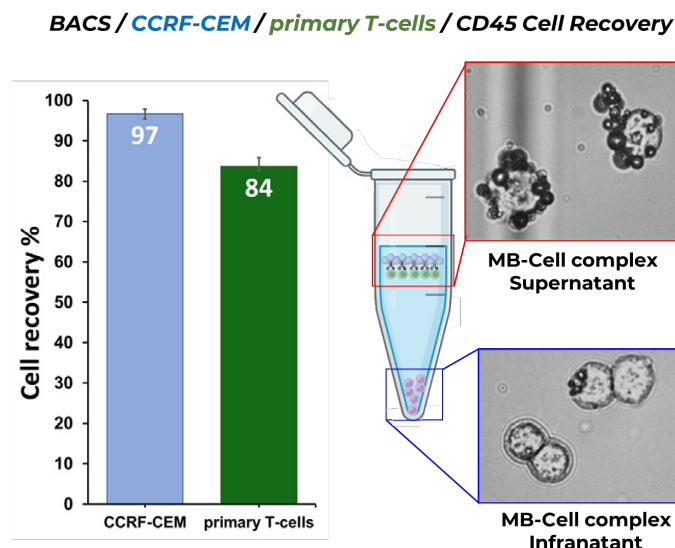 BACS / CCRF-CEM / primary T-cells / CD45 Cell Recovery
Cell recovery %
100
90
80
70
60
50
40
30
20
10
0
97
84
CCRF-CEM
primary T-cells
MB-Cell complex
Supernatant
MB-Cell complex
Infranatant